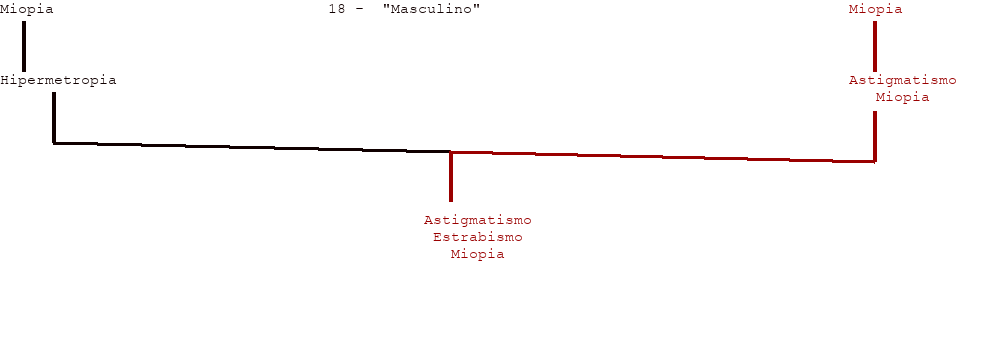 Miopia
18 -  "Masculino"
Miopia
Hipermetropia
Astigmatismo
Miopia
Astigmatismo
Estrabismo
Miopia